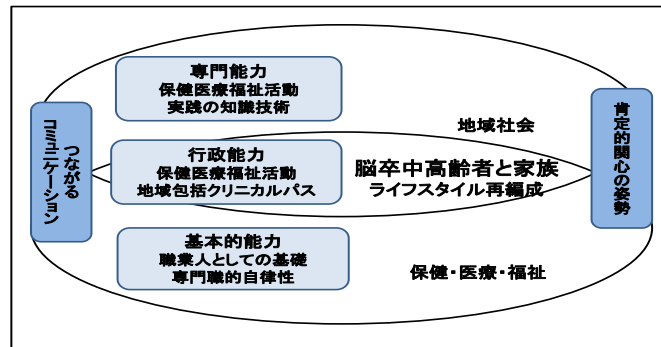 専門能力
保健医療福祉活動
実践の知識技術
地域社会
つながる
コミュニケーション
行政能力
保健医療福祉活動
地域包括クリニカルパス
脳卒中高齢者と家族
ライフスタイル再編成
肯定的関心の姿勢
基本的能力
職業人としての基礎
専門職的自律性
保健・医療・福祉